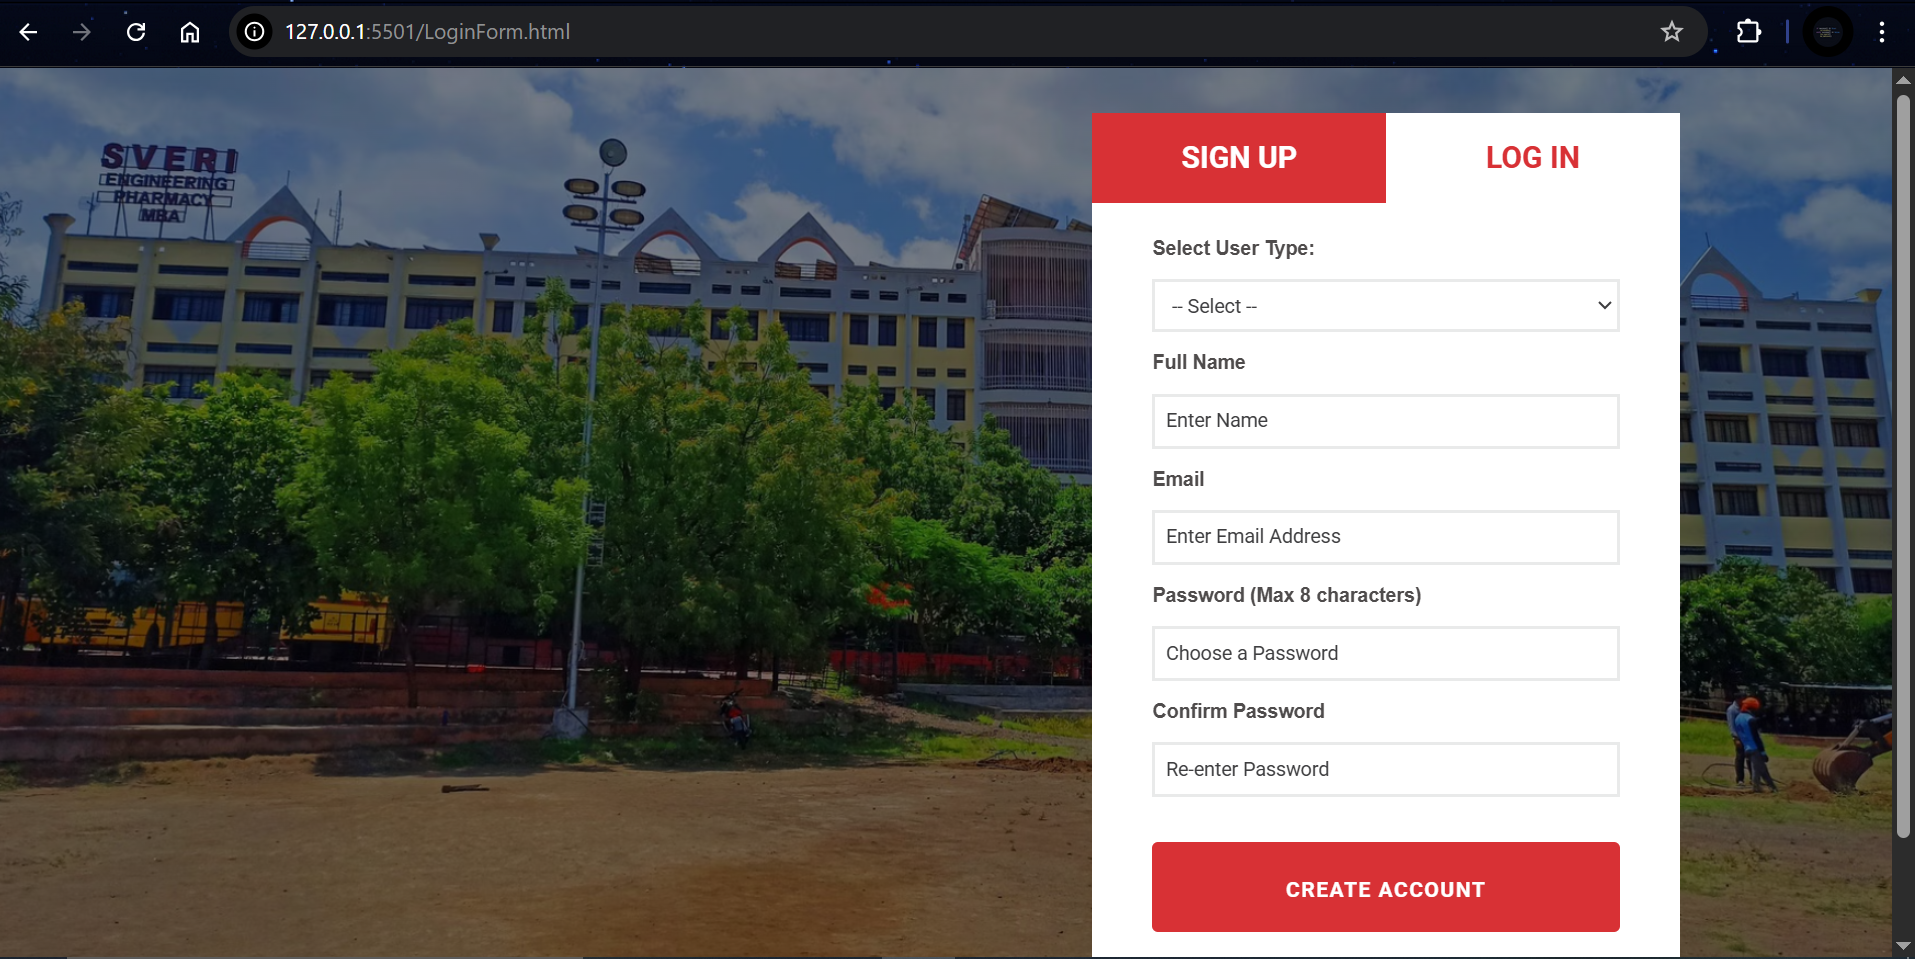 127.0.0.1:5501/LoginForm.html
SVERI
ENGINEERING
PHARMACY
MBA
SIGN UP
LOG IN
Select User Type:
-- Select --
Full Name
Enter Name
Email
Enter Email Address
Password (Max 8 characters)
Choose a Password
Confirm Password
Re-enter Password
CREATE ACCOUNT